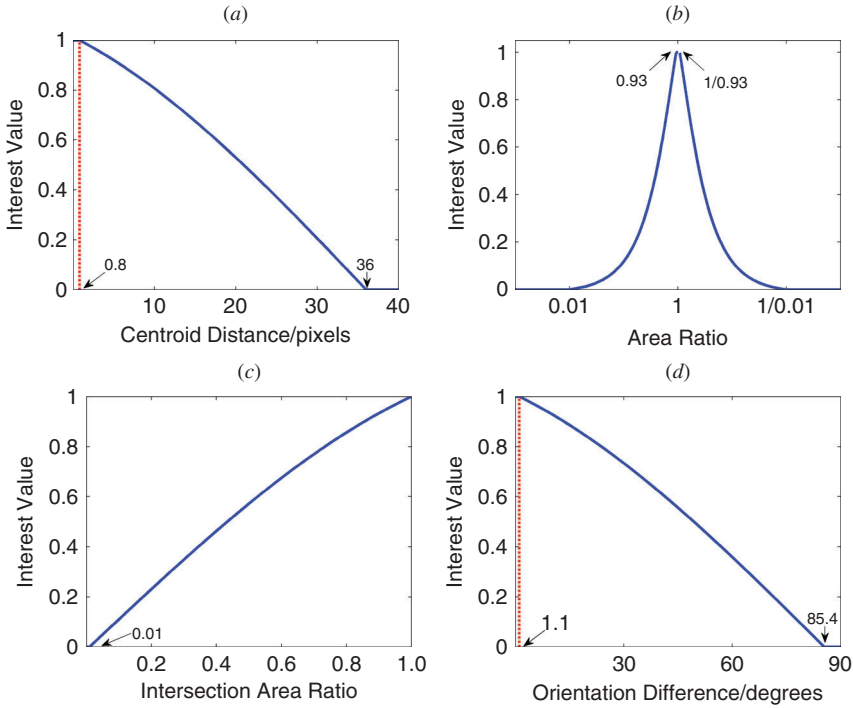 (a)
1
0.8
0.6
0.4
0.2
0
Interest Value
0.8
36
10 20 30 40
Centroid Distance/pixels
(b)
1
0.8
0.6
0.4
0.2
0
Interest Value
0.93
1/0.93
0.01 1 1/0.01
Area Ratio
(c)
1
0.8
0.6
0.4
0.2
0
Interest Value
0.01
0.2 0.4 0.6 0.8 1.0
Intersection Area Ratio
(d)
1
0.8
0.6
0.4
0.2
0
Interest Value
1.1
85.4
30 60 90
Orientation Difference/degrees